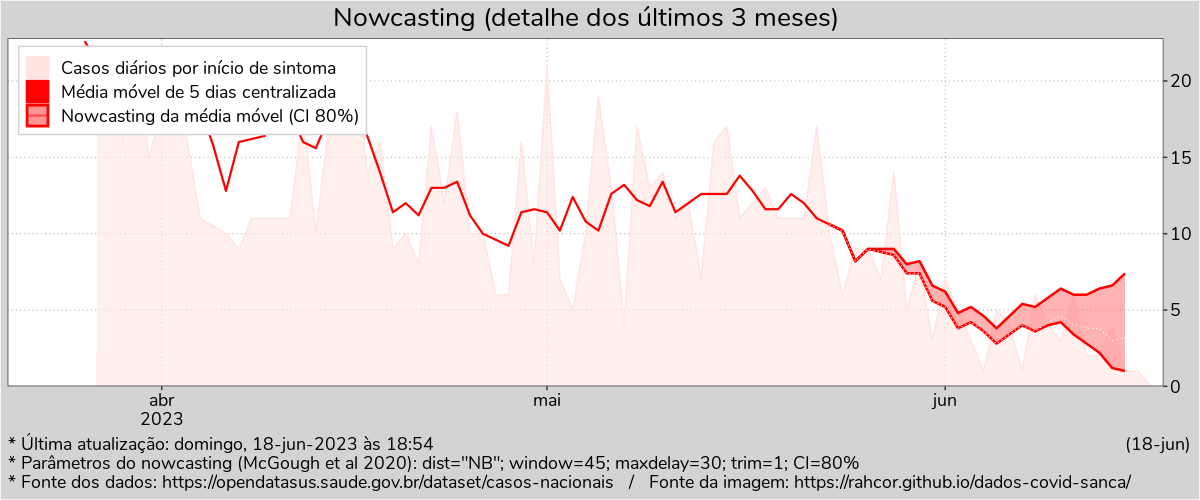 Nowcasting (detalhe dos últimos 3 meses)
Casos diários por início de sintoma
Média móvel de 5 dias centralizada
Nowcasting da média móvel (CI 80%)
20
15
10
5
0
abr
2023
mai
jun
* Última atualização: domingo, 18-jun-2023 às 18:54
(18-jun)
* Parâmetros do nowcasting (McGough et al 2020): dist="NB"; window=45; maxdelay=30; trim=1; CI=80%
* Fonte dos dados: https://opendatasus.saude.gov.br/dataset/casos-nacionais / Fonte da imagem: https://rahcor.github.io/dados-covid-sanca/